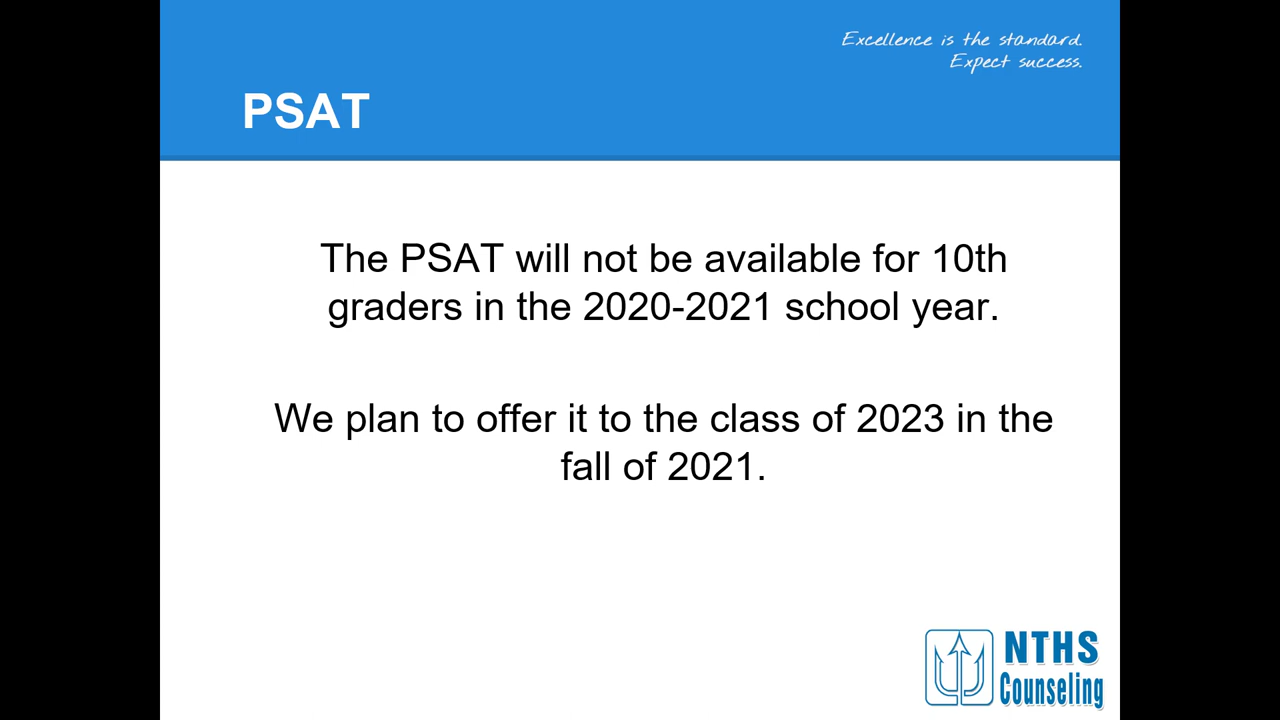 Excellence is the standard.
Expect success.
PSAT
The PSAT will not be available for 10th
graders in the 2020-2021 school year.
We plan to offer it to the class of 2023 in the
fall of 2021.
NTHS
Counseling